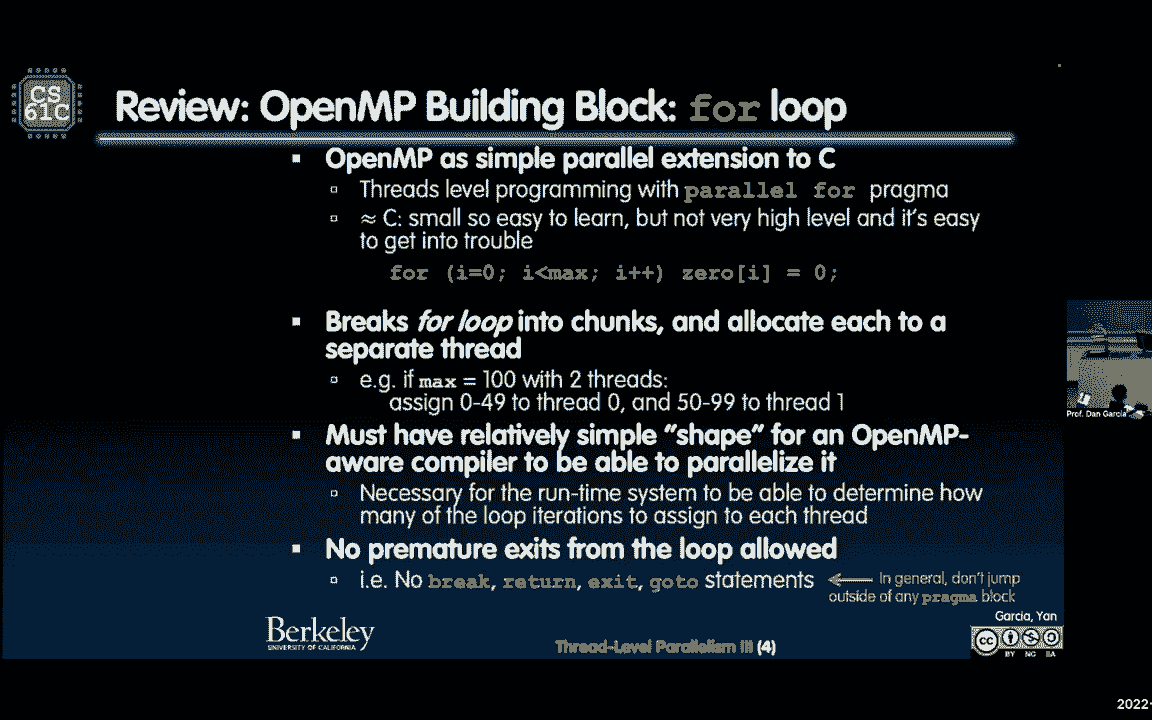 CS
61C
Review: OpenMP Building Block: for loop
▪ OpenMP as simple parallel extension to C
▫ Threads level programming with parallel for pragma
▫ ≈ C: small so easy to learn, but not very high level and it's easy
to get into trouble
for (i=0; i<max; i++) zero[i] = 0;
▪ Breaks for loop into chunks, and allocate each to a
separate thread
▫ e.g. if max = 100 with 2 threads:
assign 0-49 to thread 0, and 50-99 to thread 1
▪ Must have relatively simple "shape" for an OpenMP-
aware compiler to be able to parallelize it
▫ Necessary for the run-time system to be able to determine how
many of the loop iterations to assign to each thread
▪ No premature exits from the loop allowed
▫ i.e. No break, return, exit, goto statements
In general, don't jump
outside of any pragma block
Prof. Dan Garcia
Garcia, Yan
Berkeley
UNIVERSITY OF CALIFORNIA
Thread-Level Parallelism III (4)
cc
BY NC SA
2022-